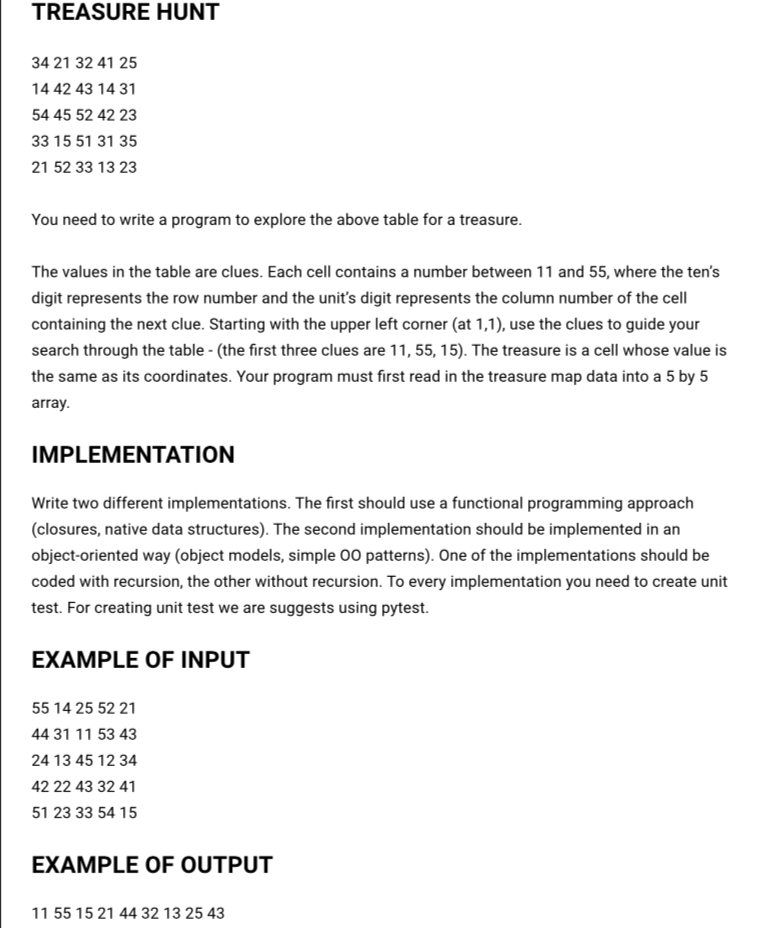 TREASURE HUNT
34 21 32 41 25
14 42 43 14 31
54 45 52 42 23
33 15 51 31 35
21 52 33 13 23
You need to write a program to explore the above table for a treasure.
The values in the table are clues. Each cell contains a number between 11 and 55, where the ten's
digit represents the row number and the unit's digit represents the column number of the cell
containing the next clue. Starting with the upper left corner (at 1,1), use the clues to guide your
search through the table - (the first three clues are 11, 55, 15). The treasure is a cell whose value is
the same as its coordinates. Your program must first read in the treasure map data into a 5 by 5
array.
IMPLEMENTATION
Write two different implementations. The first should use a functional programming approach
(closures, native data structures). The second implementation should be implemented in an
object-oriented way (object models, simple OO patterns). One of the implementations should be
coded with recursion, the other without recursion. To every implementation you need to create unit
test. For creating unit test we are suggests using pytest.
EXAMPLE OF INPUT
55 14 25 52 21
44 31 11 53 43
24 13 45 12 34
42 22 43 32 41
51 23 33 54 15
EXAMPLE OF OUTPUT
11 55 15 21 44 32 13 25 43